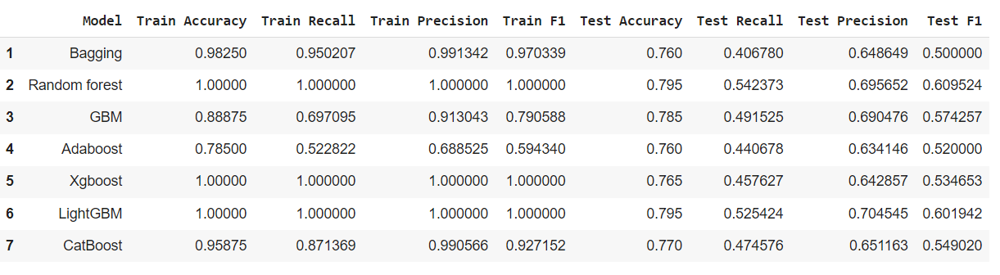 Model Train Accuracy Train Recall Train Precision Train F1 Test Accuracy Test Recall Test Precision Test F1
1 Bagging 0.98250 0.950207 0.991342 0.970339 0.760 0.406780 0.648649 0.500000
2 Random forest 1.00000 1.000000 1.000000 1.000000 0.795 0.542373 0.695652 0.609524
3 GBM 0.88875 0.697095 0.913043 0.790588 0.785 0.491525 0.690476 0.574257
4 Adaboost 0.78500 0.522822 0.688525 0.594340 0.760 0.440678 0.634146 0.520000
5 Xgboost 1.00000 1.000000 1.000000 1.000000 0.765 0.457627 0.642857 0.534653
6 LightGBM 1.00000 1.000000 1.000000 1.000000 0.795 0.525424 0.704545 0.601942
7 CatBoost 0.95875 0.871369 0.990566 0.927152 0.770 0.474576 0.651163 0.549020